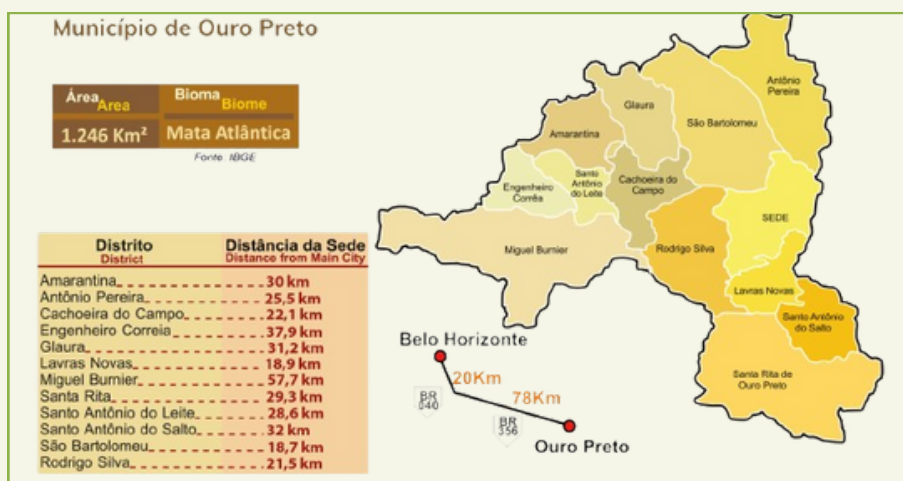 Município de Ouro Preto
Área Area
Bioma Biome
1.246 Km²
Mata Atlântica
Fonte IBGE
Distrito
District
Distância da Sede
Distance from Main City
Amarantina 30 km
Antônio Pereira 25,5 km
Cachoeira do Campo 22,1 km
Engenheiro Correia 37,9 km
Glaura 31,2 km
Lavras Novas 18,9 km
Miguel Burnier 57,7 km
Santa Rita 29,3 km
Santo Antônio do Leite 28,6 km
Santo Antônio do Salto 32 km
São Bartolomeu 18,7 km
Rodrigo Silva 21,5 km
Antônio
Pereira
Glaura
São Bartolomeu
Amarantina
Santo
Antônio
do Leite
Cachoeira do
Campo
Engenheiro
Corrêa
SEDE
Miguel Burnier
Rodrigo Silva
Lavras Novas
Santo Antônio
do Salto
Santa Rita de
Ouro Preto
Belo Horizonte
20Km
BR
040
78Km
BR
356
Ouro Preto